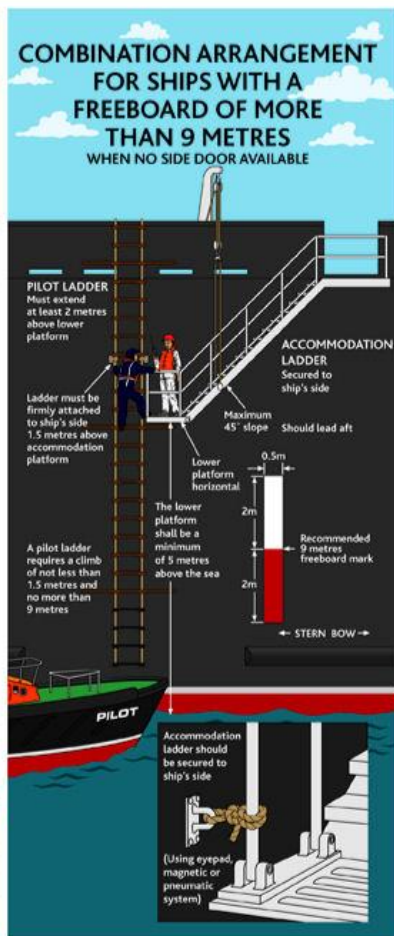 COMBINATION ARRANGEMENT
FOR SHIPS WITH A
FREEBOARD OF MORE
THAN 9 METRES
WHEN NO SIDE DOOR AVAILABLE
PILOT LADDER
Must extend
at least 2 metres
above lower
platform
ACCOMMODATION
LADDER
Secured to
ship's side
Ladder must be
firmly attached
to ship's side
1.5 metres above
accommodation
platform
Maximum
45° slope
Should lead aft
Lower
platform
horizontal
0.5m
2m
2m
Recommended
9 metres
freeboard mark
The lower
platform
shall be a
minimum
of 5 metres
above the sea
A pilot ladder
requires a climb
of not less than
1.5 metres and
no more than
9 metres
STERN BOW
PILOT
Accommodation
ladder should
be secured to
ship's side
(Using eyepad,
magnetic or
pneumatic
system)